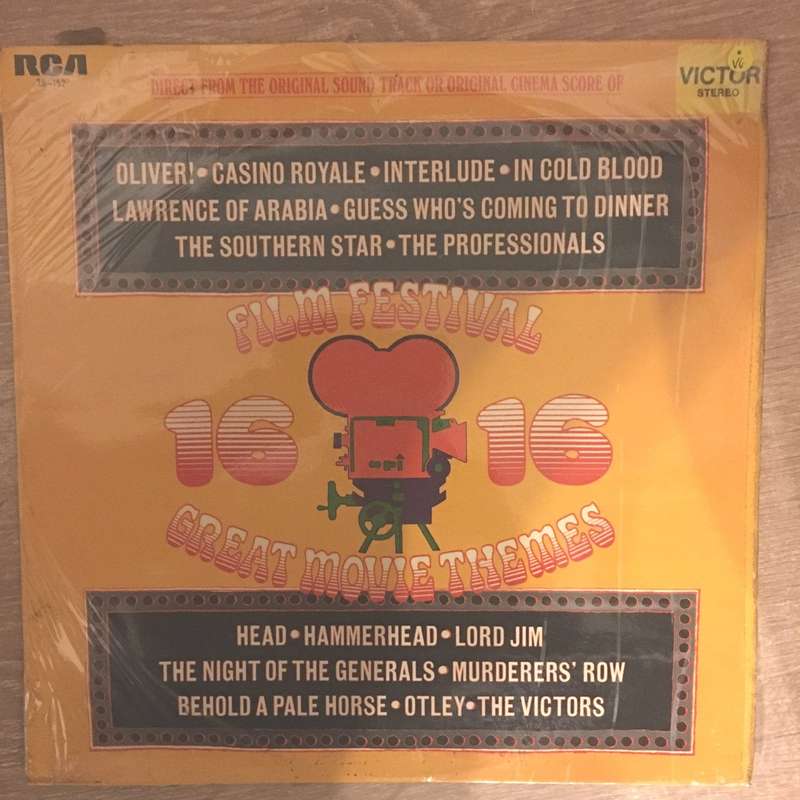 RCA
VICTOR
STEREO
DIRECT FROM THE ORIGINAL SOUND TRACK OR ORIGINAL CINEMA SCORE OF
OLIVER! • CASINO ROYALE • INTERLUDE • IN COLD BLOOD
LAWRENCE OF ARABIA • GUESS WHO'S COMING TO DINNER
THE SOUTHERN STAR • THE PROFESSIONALS
FILM FESTIVAL
16 16
GREAT MOVIE THEMES
HEAD • HAMMERHEAD • LORD JIM
THE NIGHT OF THE GENERALS • MURDERERS' ROW
BEHOLD A PALE HORSE • OTLEY • THE VICTORS